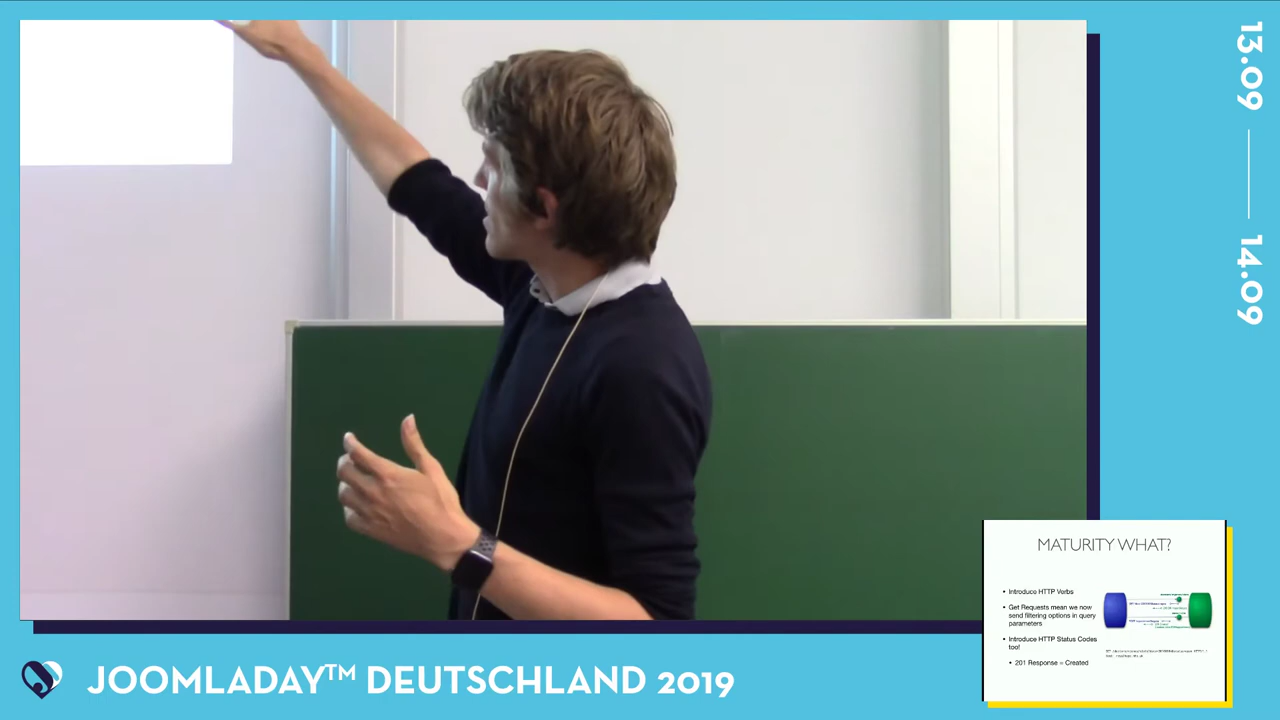 13.09
14.09
MATURITY WHAT?
• Introduce HTTP Verbs
• Get Requests mean we now
send filtering options in query
parameters
• Introduce HTTP Status Codes
too!
• 201 Response = Created
JOOMLADAY™ DEUTSCHLAND 2019